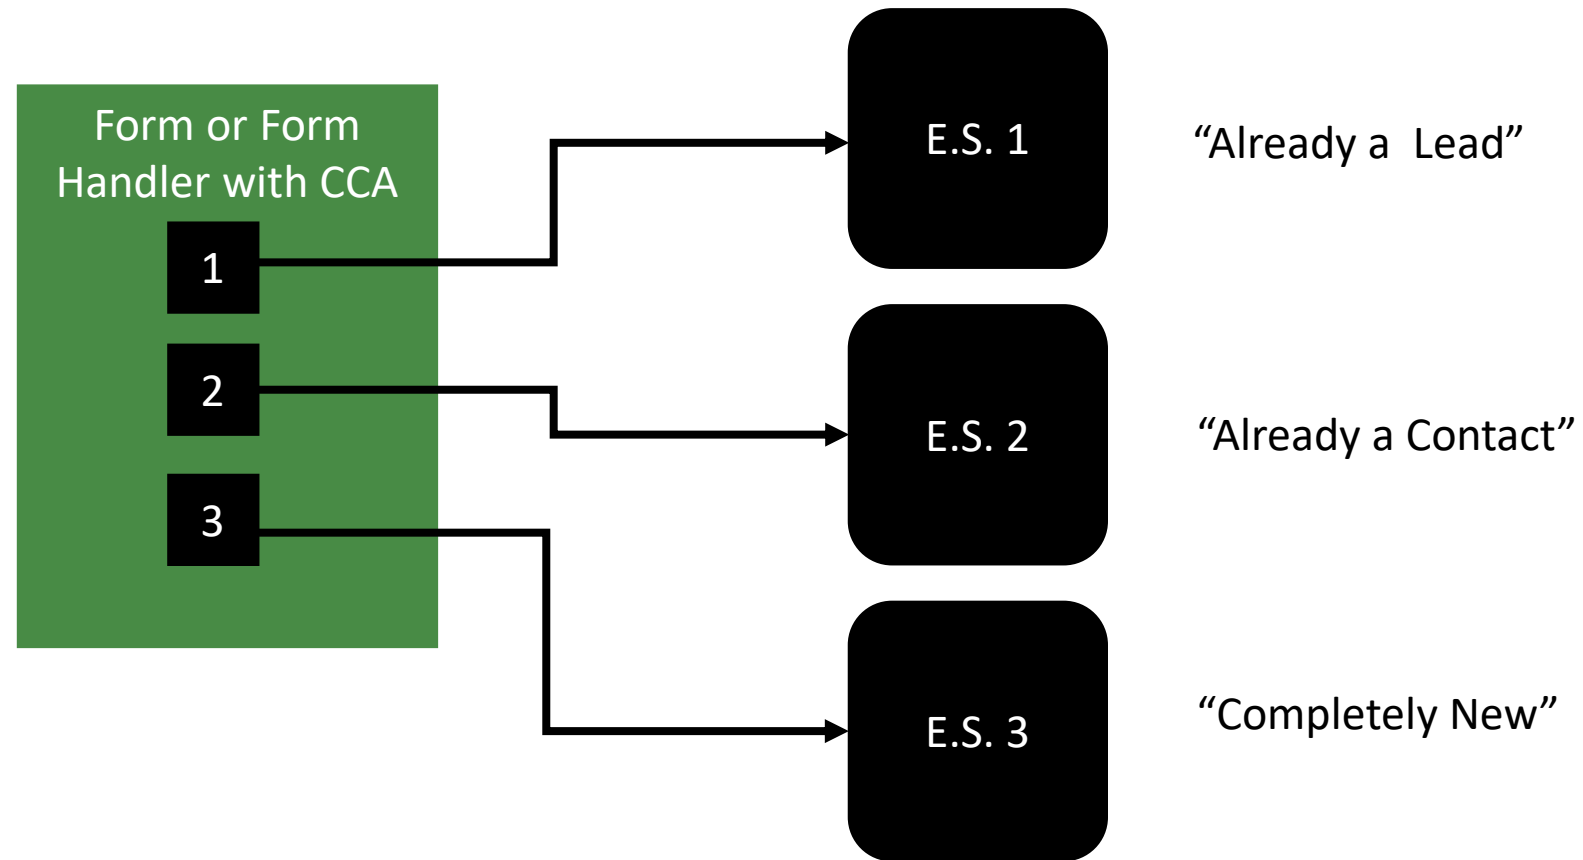 Form or Form
Handler with CCA
1
2
3
E.S. 1
“Already a  Lead”
E.S. 2
“Already a Contact”
E.S. 3
“Completely New”